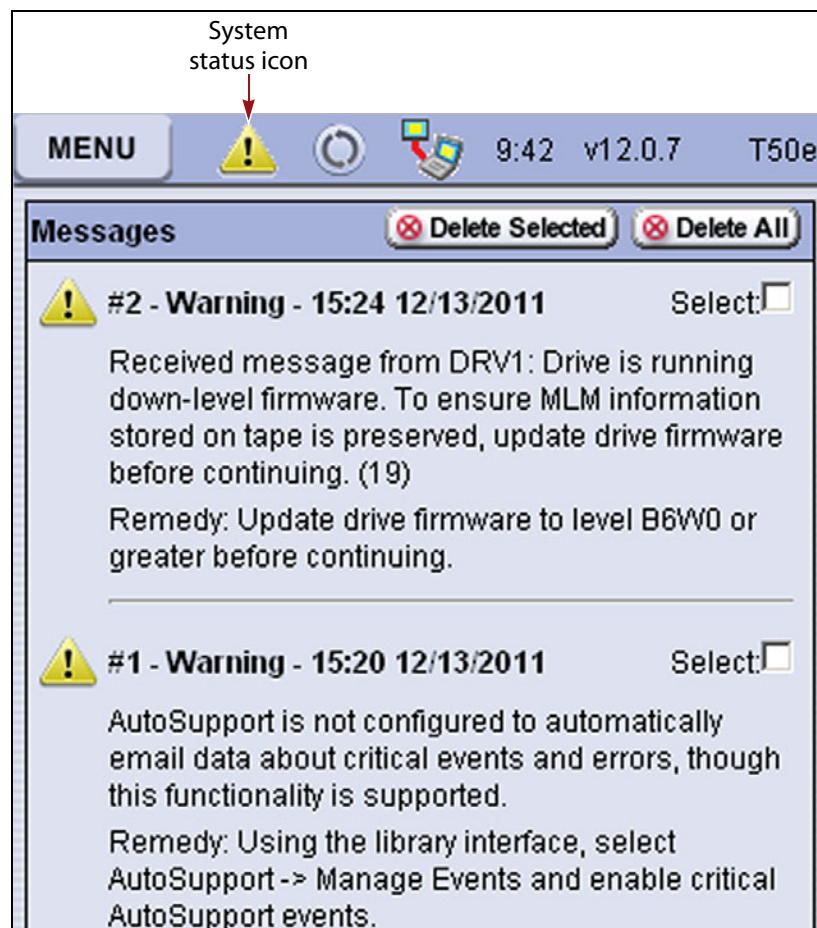 System
status icon
MENU 9:42 v12.0.7 T50e
Messages Delete Selected Delete All
#2 - Warning - 15:24 12/13/2011 Select:
Received message from DRV1: Drive is running
down-level firmware. To ensure MLM information
stored on tape is preserved, update drive firmware
before continuing. (19)
Remedy: Update drive firmware to level B6W0 or
greater before continuing.
#1 - Warning - 15:20 12/13/2011 Select:
AutoSupport is not configured to automatically
email data about critical events and errors, though
this functionality is supported.
Remedy: Using the library interface, select
AutoSupport -> Manage Events and enable critical
AutoSupport events.